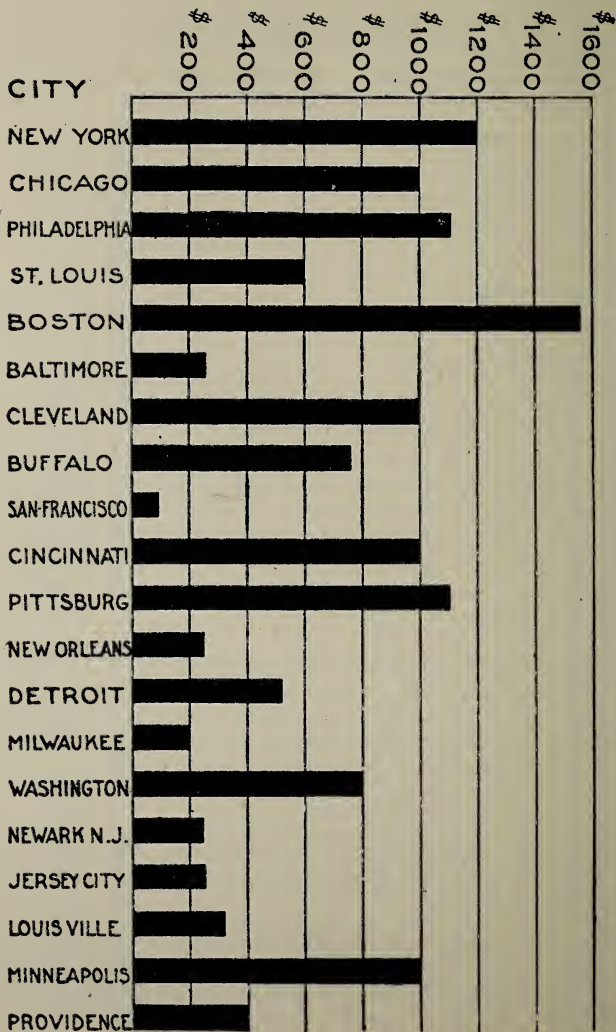 $200 $400 $600 $800 $1000 $1200 $1400 $1600
CITY
NEW YORK
CHICAGO
PHILADELPHIA
ST. LOUIS
BOSTON
BALTIMORE
CLEVELAND
BUFFALO
SAN-FRANCISCO
CINCINNATI
PITTSBURG
NEW ORLEANS
DETROIT
MILWAUKEE
WASHINGTON
NEWARK N.J.
JERSEY CITY
LOUISVILLE
MINNEAPOLIS
PROVIDENCE